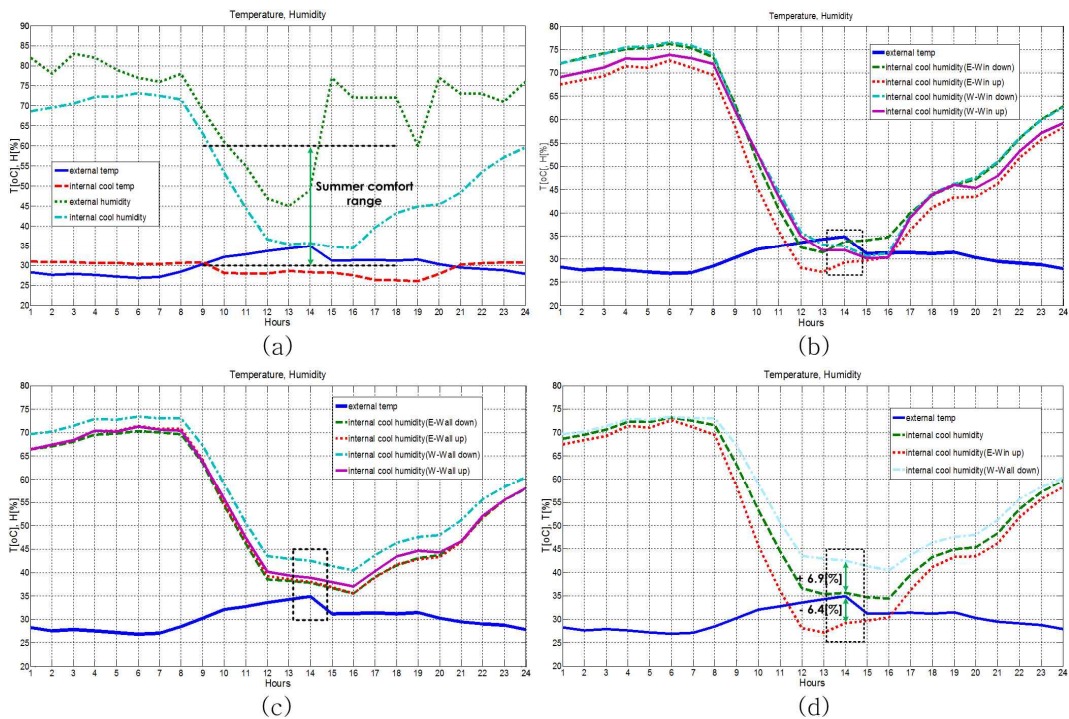 Temperature, Humidity
T[oC], H[%]
90
85
80
75
70
65
60
55
50
45
40
35
30
25
20
external temp
internal cool temp
external humidity
internal cool humidity
Summer comfort
range
1 2 3 4 5 6 7 8 9 10 11 12 13 14 15 16 17 18 19 20 21 22 23 24
Hours
(a)
Temperature, Humidity
T[oC], H[%]
80
75
70
65
60
55
50
45
40
35
30
25
20
external temp
internal cool humidity(E-Win down)
internal cool humidity(E-Win up)
internal cool humidity(W-Win down)
internal cool humidity(W-Win up)
1 2 3 4 5 6 7 8 9 10 11 12 13 14 15 16 17 18 19 20 21 22 23 24
Hours
(b)
Temperature, Humidity
T[oC], H[%]
80
75
70
65
60
55
50
45
40
35
30
25
20
external temp
internal cool humidity(E-Wall down)
internal cool humidity(E-Wall up)
internal cool humidity(W-Wall down)
internal cool humidity(W-Wall up)
1 2 3 4 5 6 7 8 9 10 11 12 13 14 15 16 17 18 19 20 21 22 23 24
Hours
(c)
Temperature, Humidity
T[oC], T[%]
80
75
70
65
60
55
50
45
40
35
30
25
20
external temp
internal cool humidity
internal cool humidity(E-Win up)
internal cool humidity(W-Wall down)
+ 6.9[%]
- 6.4[%]
1 2 3 4 5 6 7 8 9 10 11 12 13 14 15 16 17 18 19 20 21 22 23 24
Hours
(d)